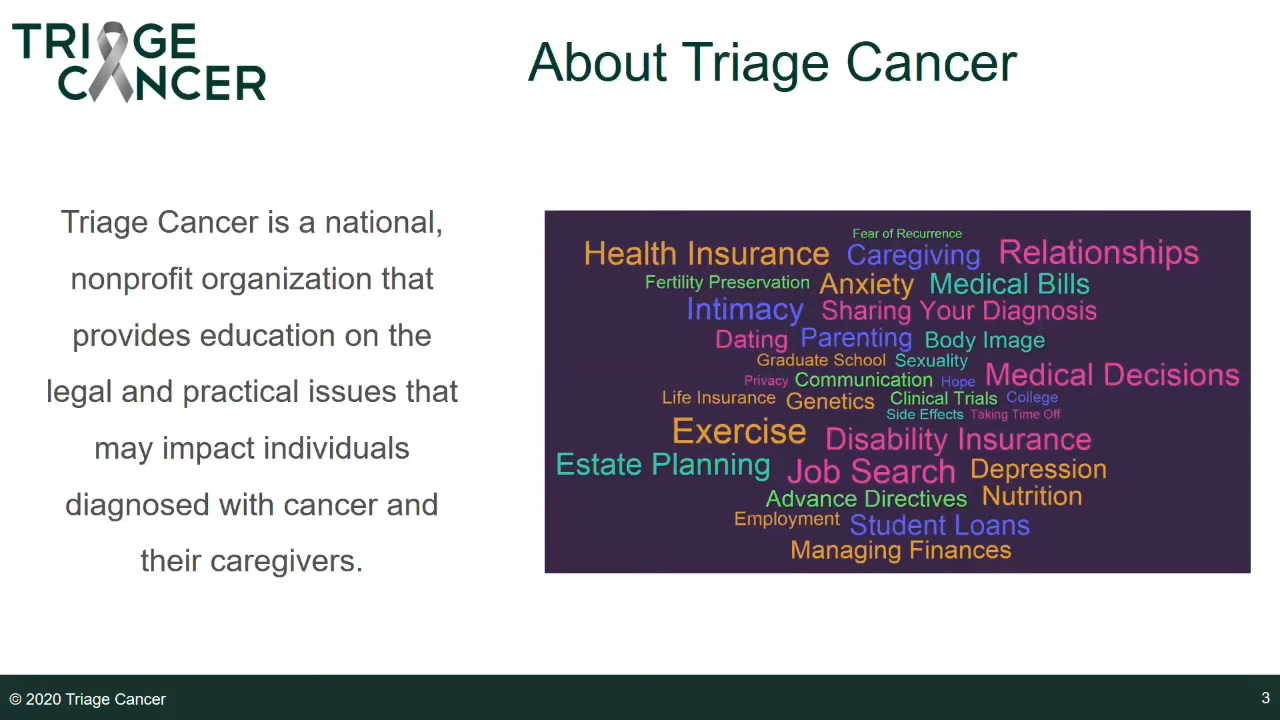 TRIAGE
CANCER
About Triage Cancer
Triage Cancer is a national,
nonprofit organization that
provides education on the
legal and practical issues that
may impact individuals
diagnosed with cancer and
their caregivers.
Fear of Recurrence
Health Insurance Caregiving Relationships
Fertility Preservation Anxiety Medical Bills
Intimacy Sharing Your Diagnosis
Dating Parenting Body Image
Graduate School Sexuality
Privacy Communication Hope Medical Decisions
Life Insurance Genetics Clinical Trials College
Side Effects Taking Time Off
Exercise Disability Insurance
Estate Planning Job Search Depression
Advance Directives Nutrition
Employment Student Loans
Managing Finances
© 2020 Triage Cancer
3